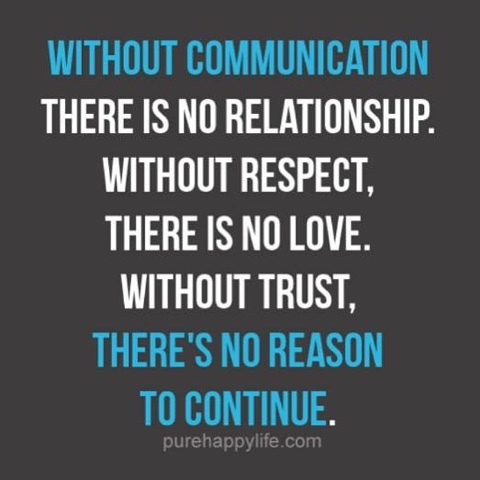 WITHOUT COMMUNICATION
THERE IS NO RELATIONSHIP.
WITHOUT RESPECT,
THERE IS NO LOVE.
WITHOUT TRUST,
THERE'S NO REASON
TO CONTINUE.
purehappylife.com